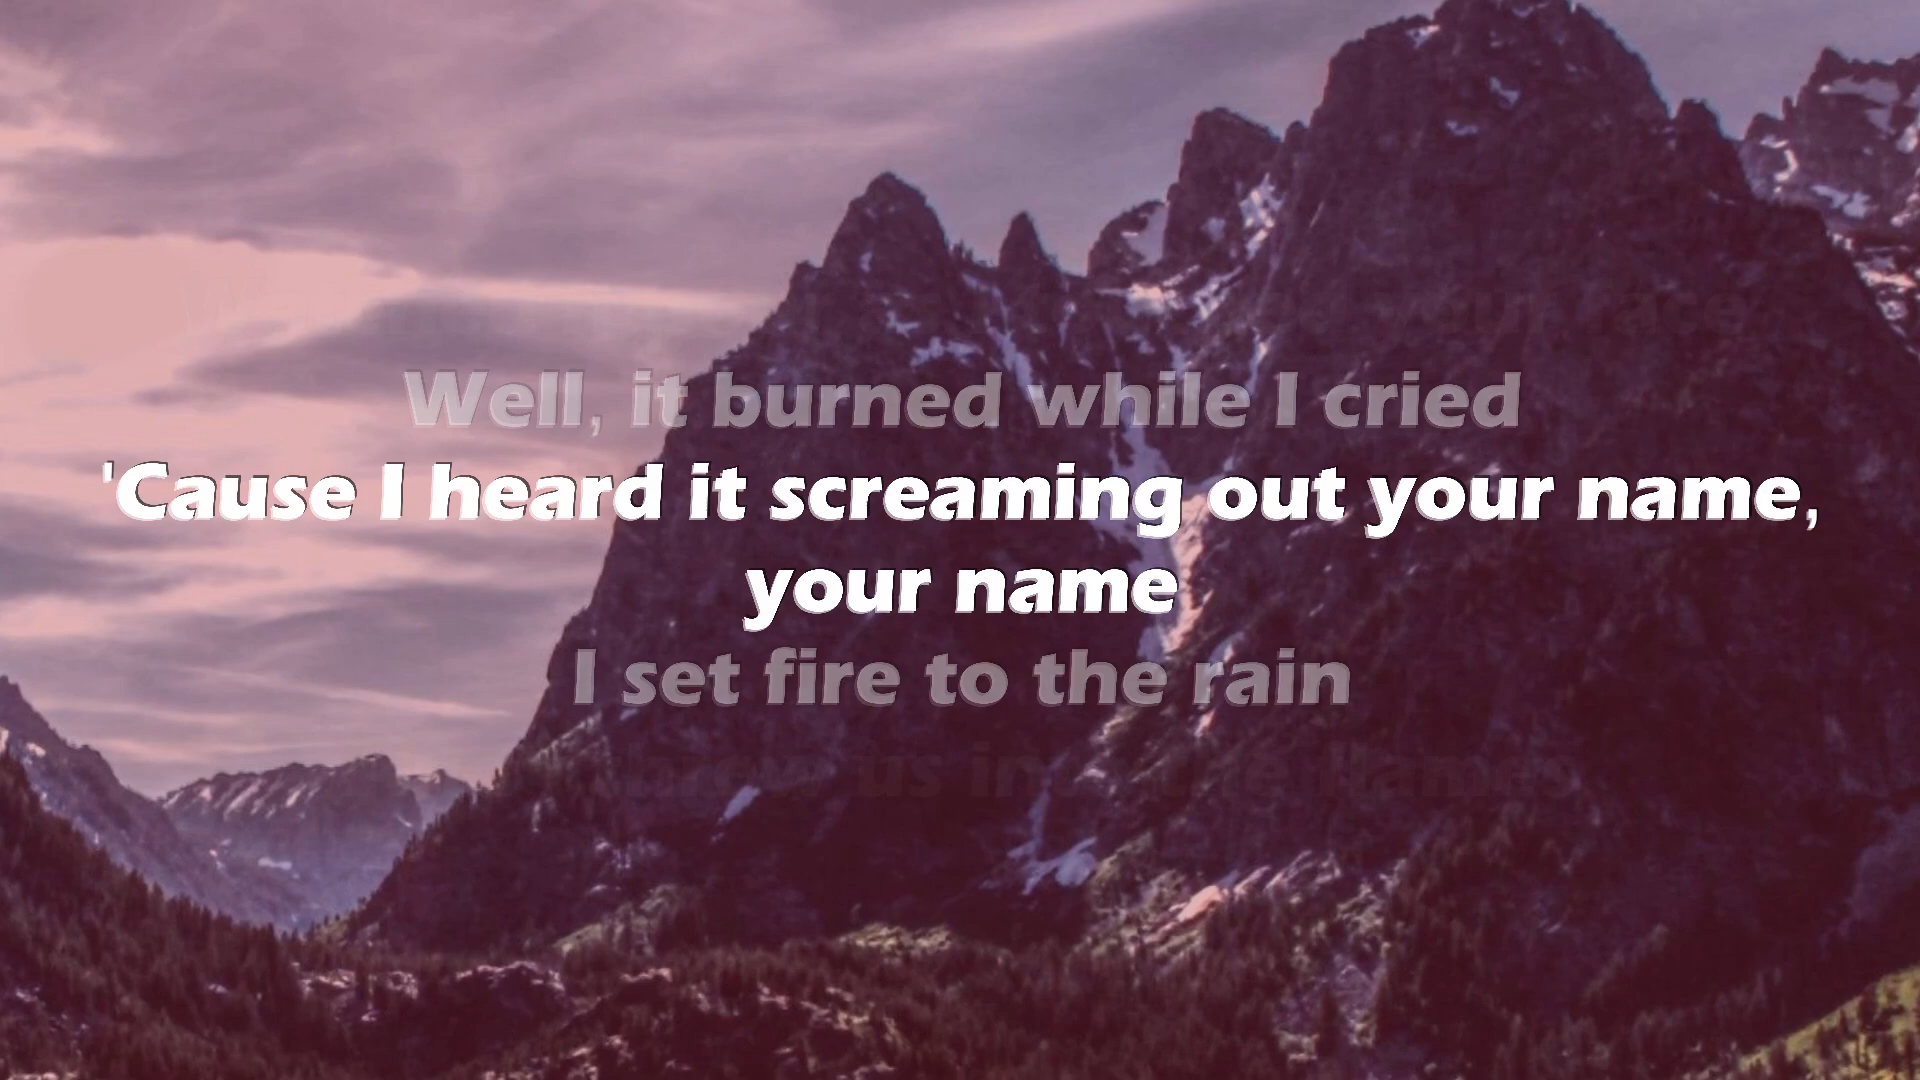 Well, it burned while I cried
'Cause I heard it screaming out your name,
your name
I set fire to the rain